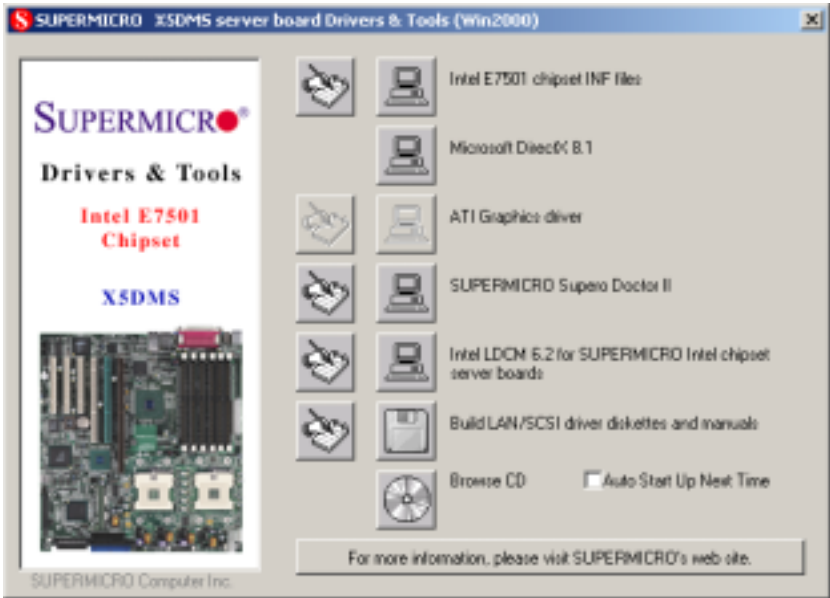 SUPERMICRO X5DMS server board Drivers & Tools (Win2000)
SUPERMICRO®
Drivers & Tools
Intel E7501
Chipset
X5DMS
SUPERMICRO Computer Inc.
Intel E7501 chipset INF files
Microsoft DirectX 8.1
ATI Graphics driver
SUPERMICRO Supero Doctor II
Intel LDCM 6.2 for SUPERMICRO Intel chipset
server boards
Build LAN/SCSI driver diskettes and manuals
Browse CD
Auto Start Up Next Time
For more information, please visit SUPERMICRO's web site.